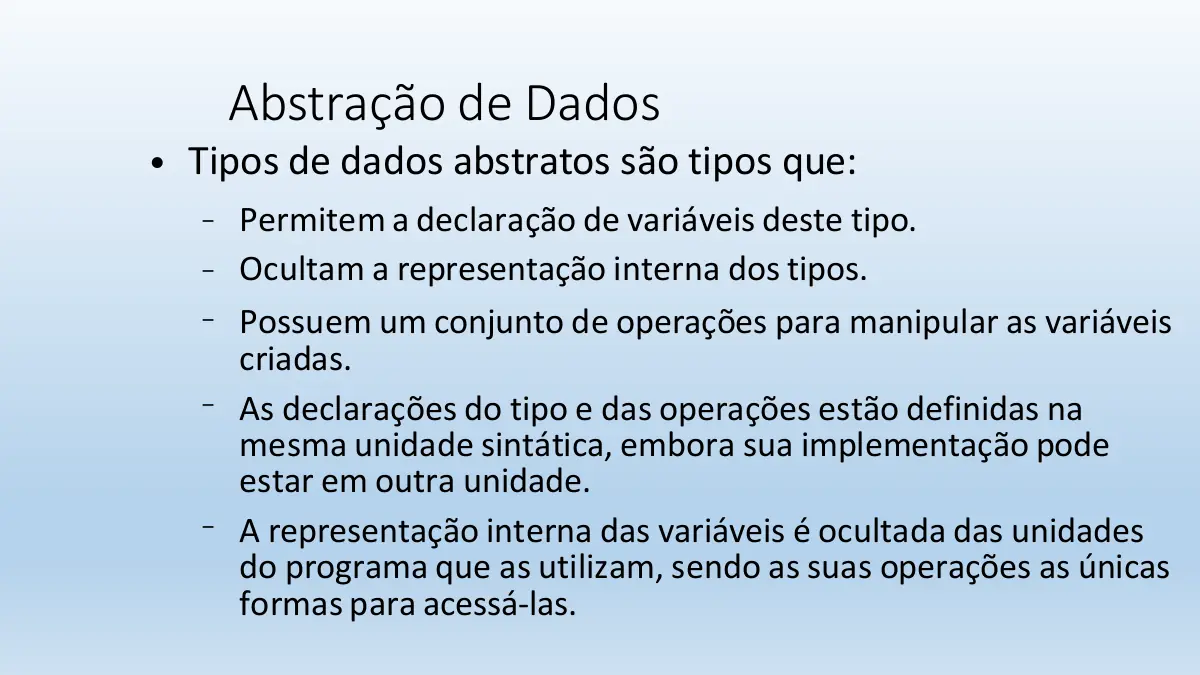 Abstração de Dados
• Tipos de dados abstratos são tipos que:
– Permitem a declaração de variáveis deste tipo.
– Ocultam a representação interna dos tipos.
– Possuem um conjunto de operações para manipular as variáveis
criadas.
– As declarações do tipo e das operações estão definidas na
mesma unidade sintática, embora sua implementação pode
estar em outra unidade.
– A representação interna das variáveis é ocultada das unidades
do programa que as utilizam, sendo as suas operações as únicas
formas para acessá-las.